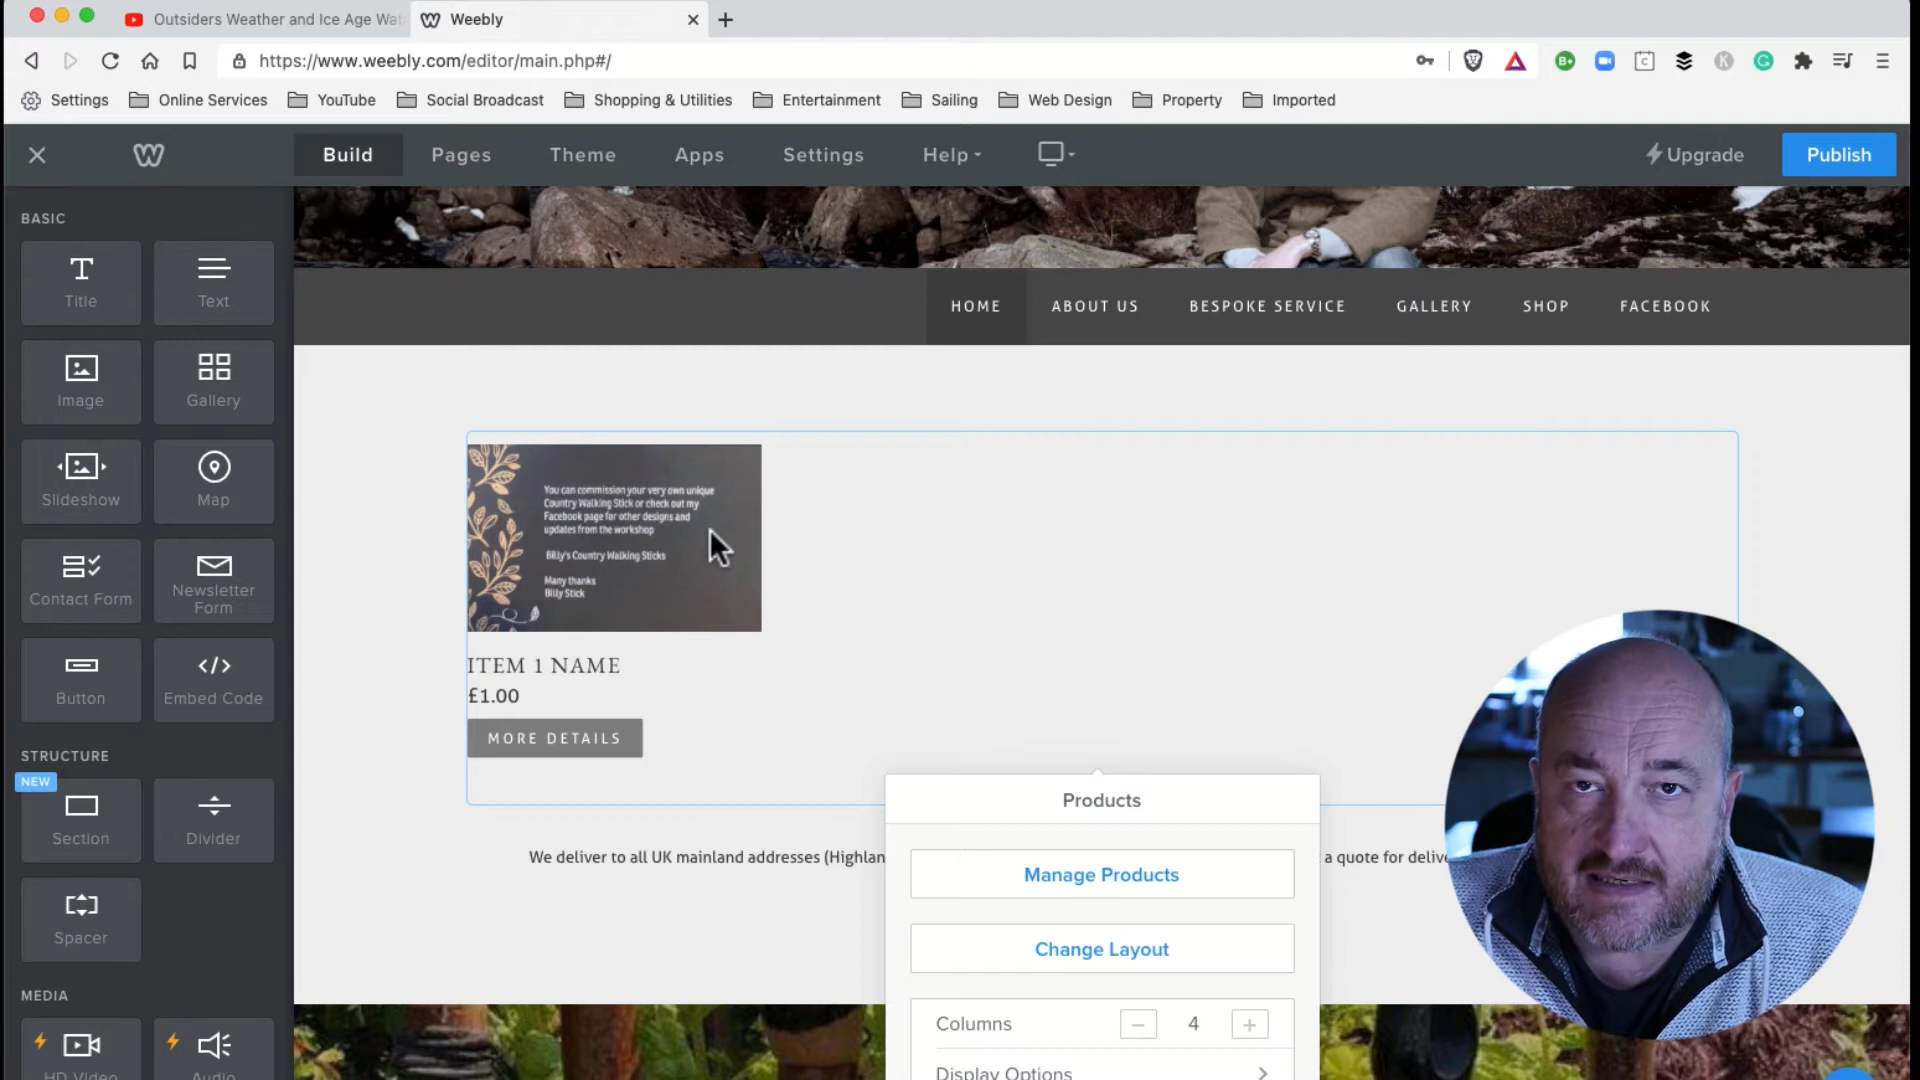 Outsiders Weather and Ice Age Wat
Weebly
https://www.weebly.com/editor/main.php#/
Settings
Online Services
YouTube
Social Broadcast
Shopping & Utilities
Entertainment
Sailing
Web Design
Property
Imported
Build
Pages
Theme
Apps
Settings
Help
Upgrade
Publish
BASIC
Title
Text
Image
Gallery
Slideshow
Map
Contact Form
Newsletter
Form
Button
Embed Code
STRUCTURE
NEW
Section
Divider
Spacer
MEDIA
HD Video
Audio
HOME
ABOUT US
BESPOKE SERVICE
GALLERY
SHOP
FACEBOOK
You can commission your very own unique
Country Walking Stick or check out my
Facebook page for other designs and
updates from the workshop
Billy's Country Walking Sticks
Many thanks
Billy Stick
ITEM 1 NAME
£1.00
MORE DETAILS
Products
We deliver to all UK mainland addresses (Highlan
a quote for delive
Manage Products
Change Layout
Columns
4
Display Options